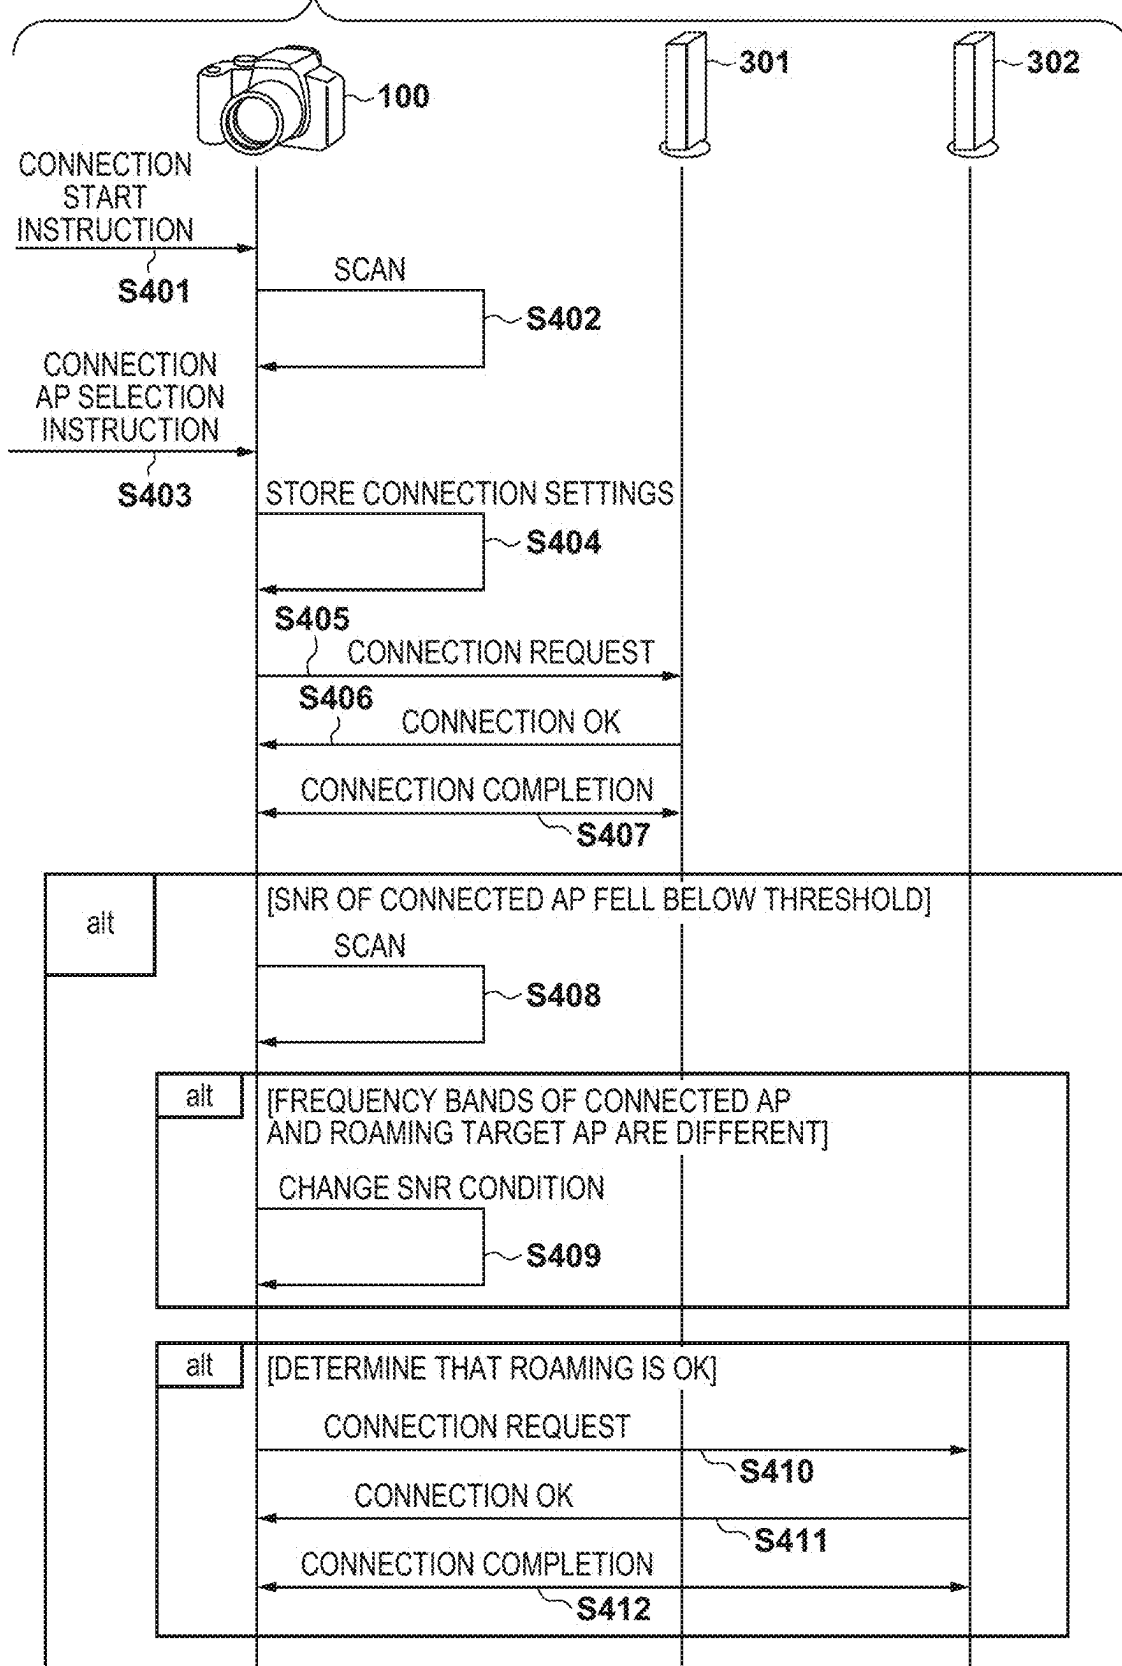 100
301
302
CONNECTION
START
INSTRUCTION
S401
SCAN
S402
CONNECTION
AP SELECTION
INSTRUCTION
S403
STORE CONNECTION SETTINGS
S404
S405
CONNECTION REQUEST
S406
CONNECTION OK
CONNECTION COMPLETION
S407
alt
[SNR OF CONNECTED AP FELL BELOW THRESHOLD]
SCAN
S408
alt
[FREQUENCY BANDS OF CONNECTED AP
AND ROAMING TARGET AP ARE DIFFERENT]
CHANGE SNR CONDITION
S409
alt
[DETERMINE THAT ROAMING IS OK]
CONNECTION REQUEST
S410
CONNECTION OK
S411
CONNECTION COMPLETION
S412